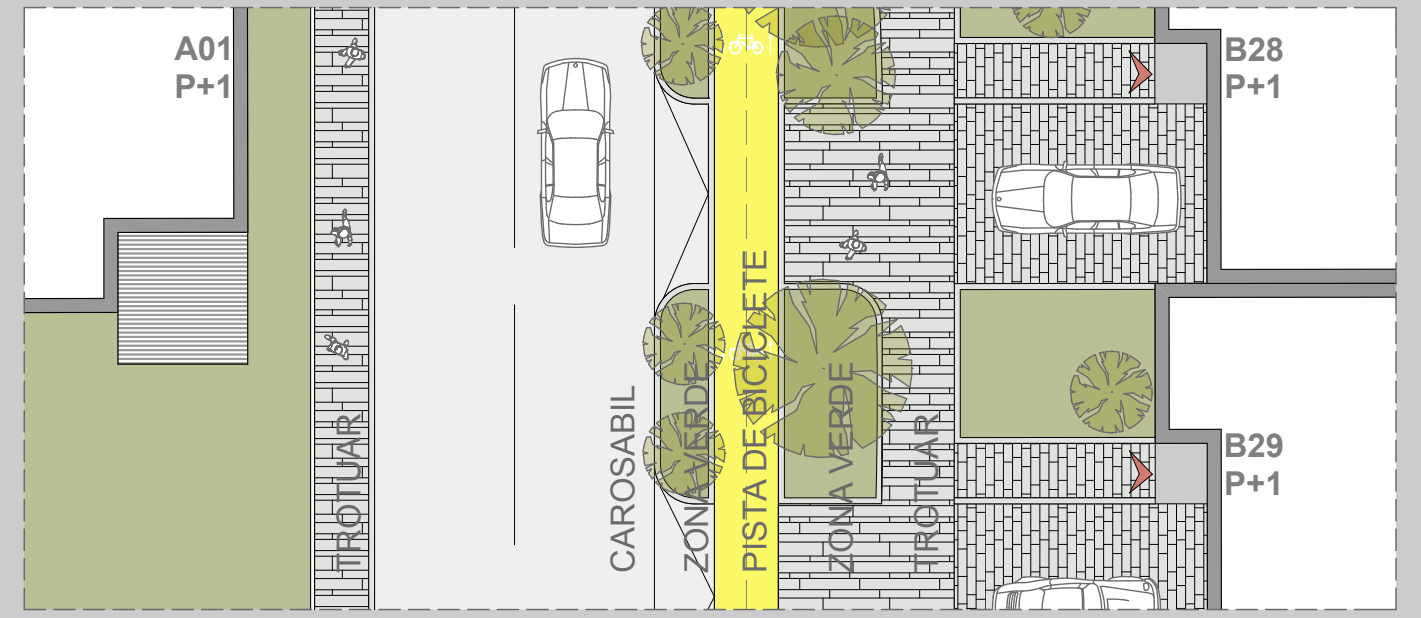 A01
P+1
B28
P+1
TROTUAR
CAROSABIL
ZONA VERDE
PISTA DE BICICLETE
ZONA VERDE
TROTUAR
B29
P+1